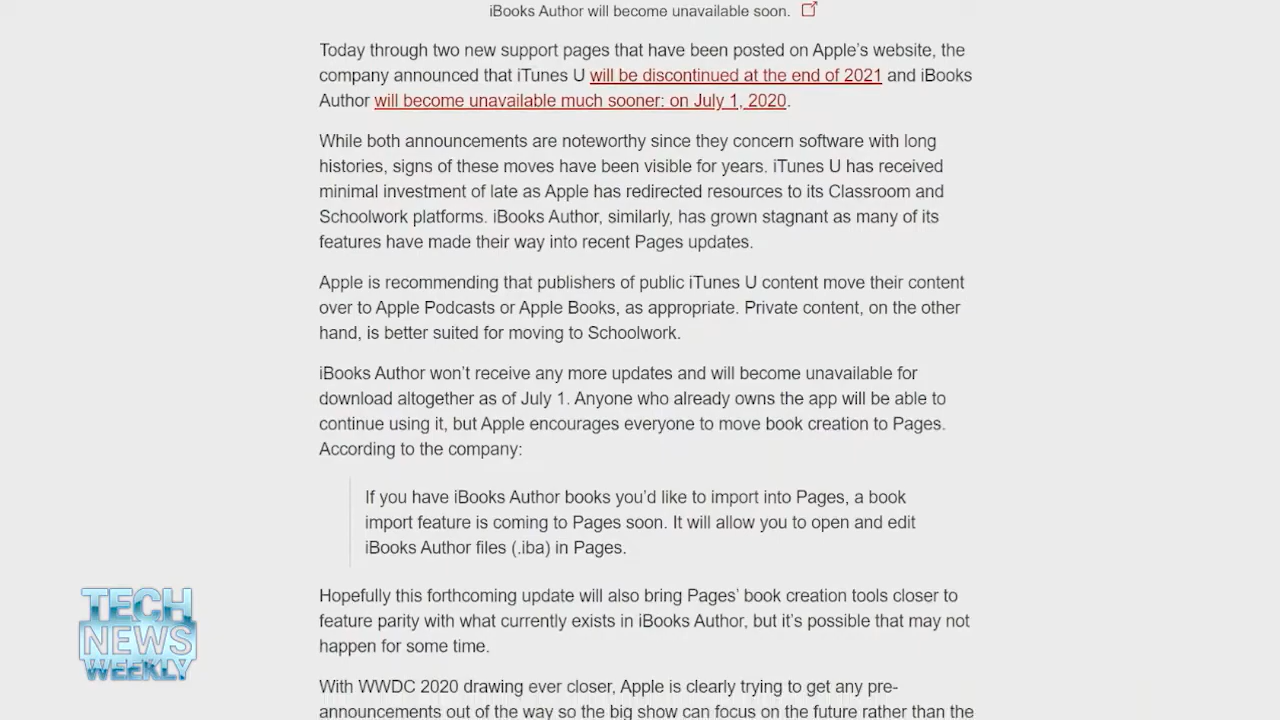 iBooks Author will become unavailable soon.
Today through two new support pages that have been posted on Apple's website, the
company announced that iTunes U will be discontinued at the end of 2021 and iBooks
Author will become unavailable much sooner: on July 1, 2020.
While both announcements are noteworthy since they concern software with long
histories, signs of these moves have been visible for years. iTunes U has received
minimal investment of late as Apple has redirected resources to its Classroom and
Schoolwork platforms. iBooks Author, similarly, has grown stagnant as many of its
features have made their way into recent Pages updates.
Apple is recommending that publishers of public iTunes U content move their content
over to Apple Podcasts or Apple Books, as appropriate. Private content, on the other
hand, is better suited for moving to Schoolwork.
iBooks Author won't receive any more updates and will become unavailable for
download altogether as of July 1. Anyone who already owns the app will be able to
continue using it, but Apple encourages everyone to move book creation to Pages.
According to the company:
If you have iBooks Author books you'd like to import into Pages, a book
import feature is coming to Pages soon. It will allow you to open and edit
iBooks Author files (.iba) in Pages.
Hopefully this forthcoming update will also bring Pages' book creation tools closer to
feature parity with what currently exists in iBooks Author, but it's possible that may not
happen for some time.
With WWDC 2020 drawing ever closer, Apple is clearly trying to get any pre-
announcements out of the way so the big show can focus on the future rather than the
TECH
NEWS
WEEKLY